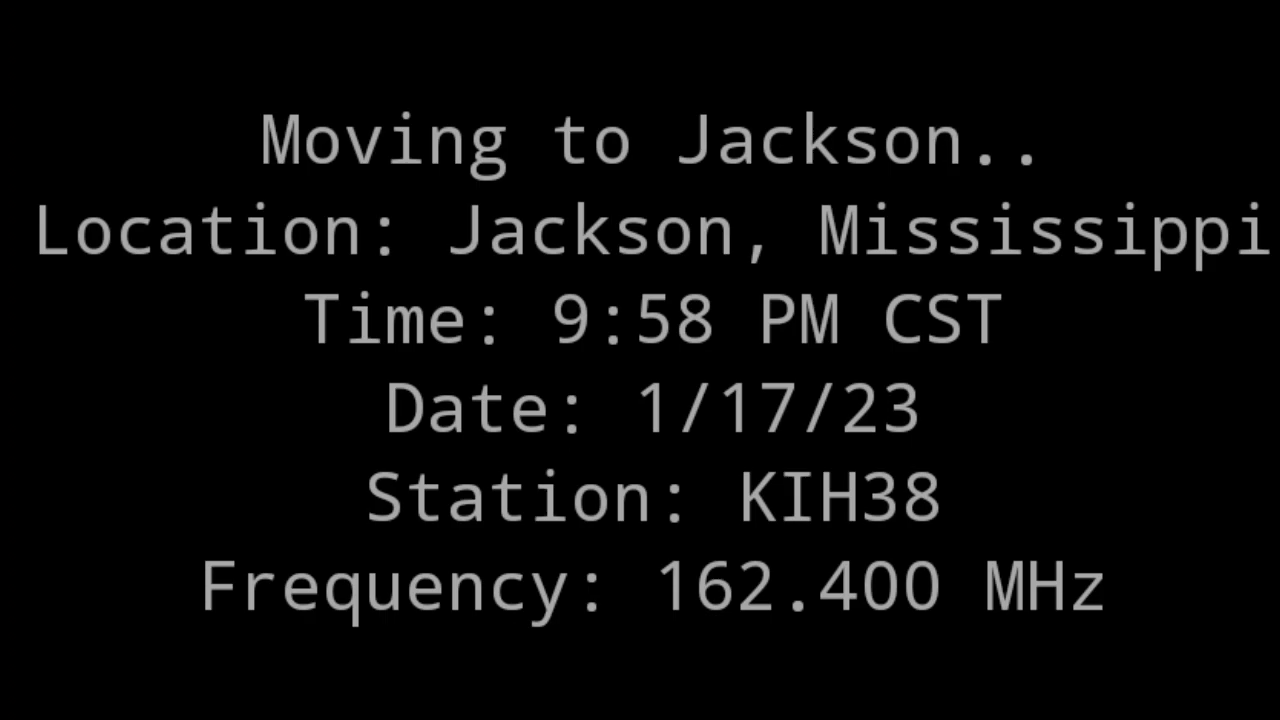 Moving to Jackson..
Location: Jackson, Mississippi
Time: 9:58 PM CST
Date: 1/17/23
Station: KIH38
Frequency: 162.400 MHz